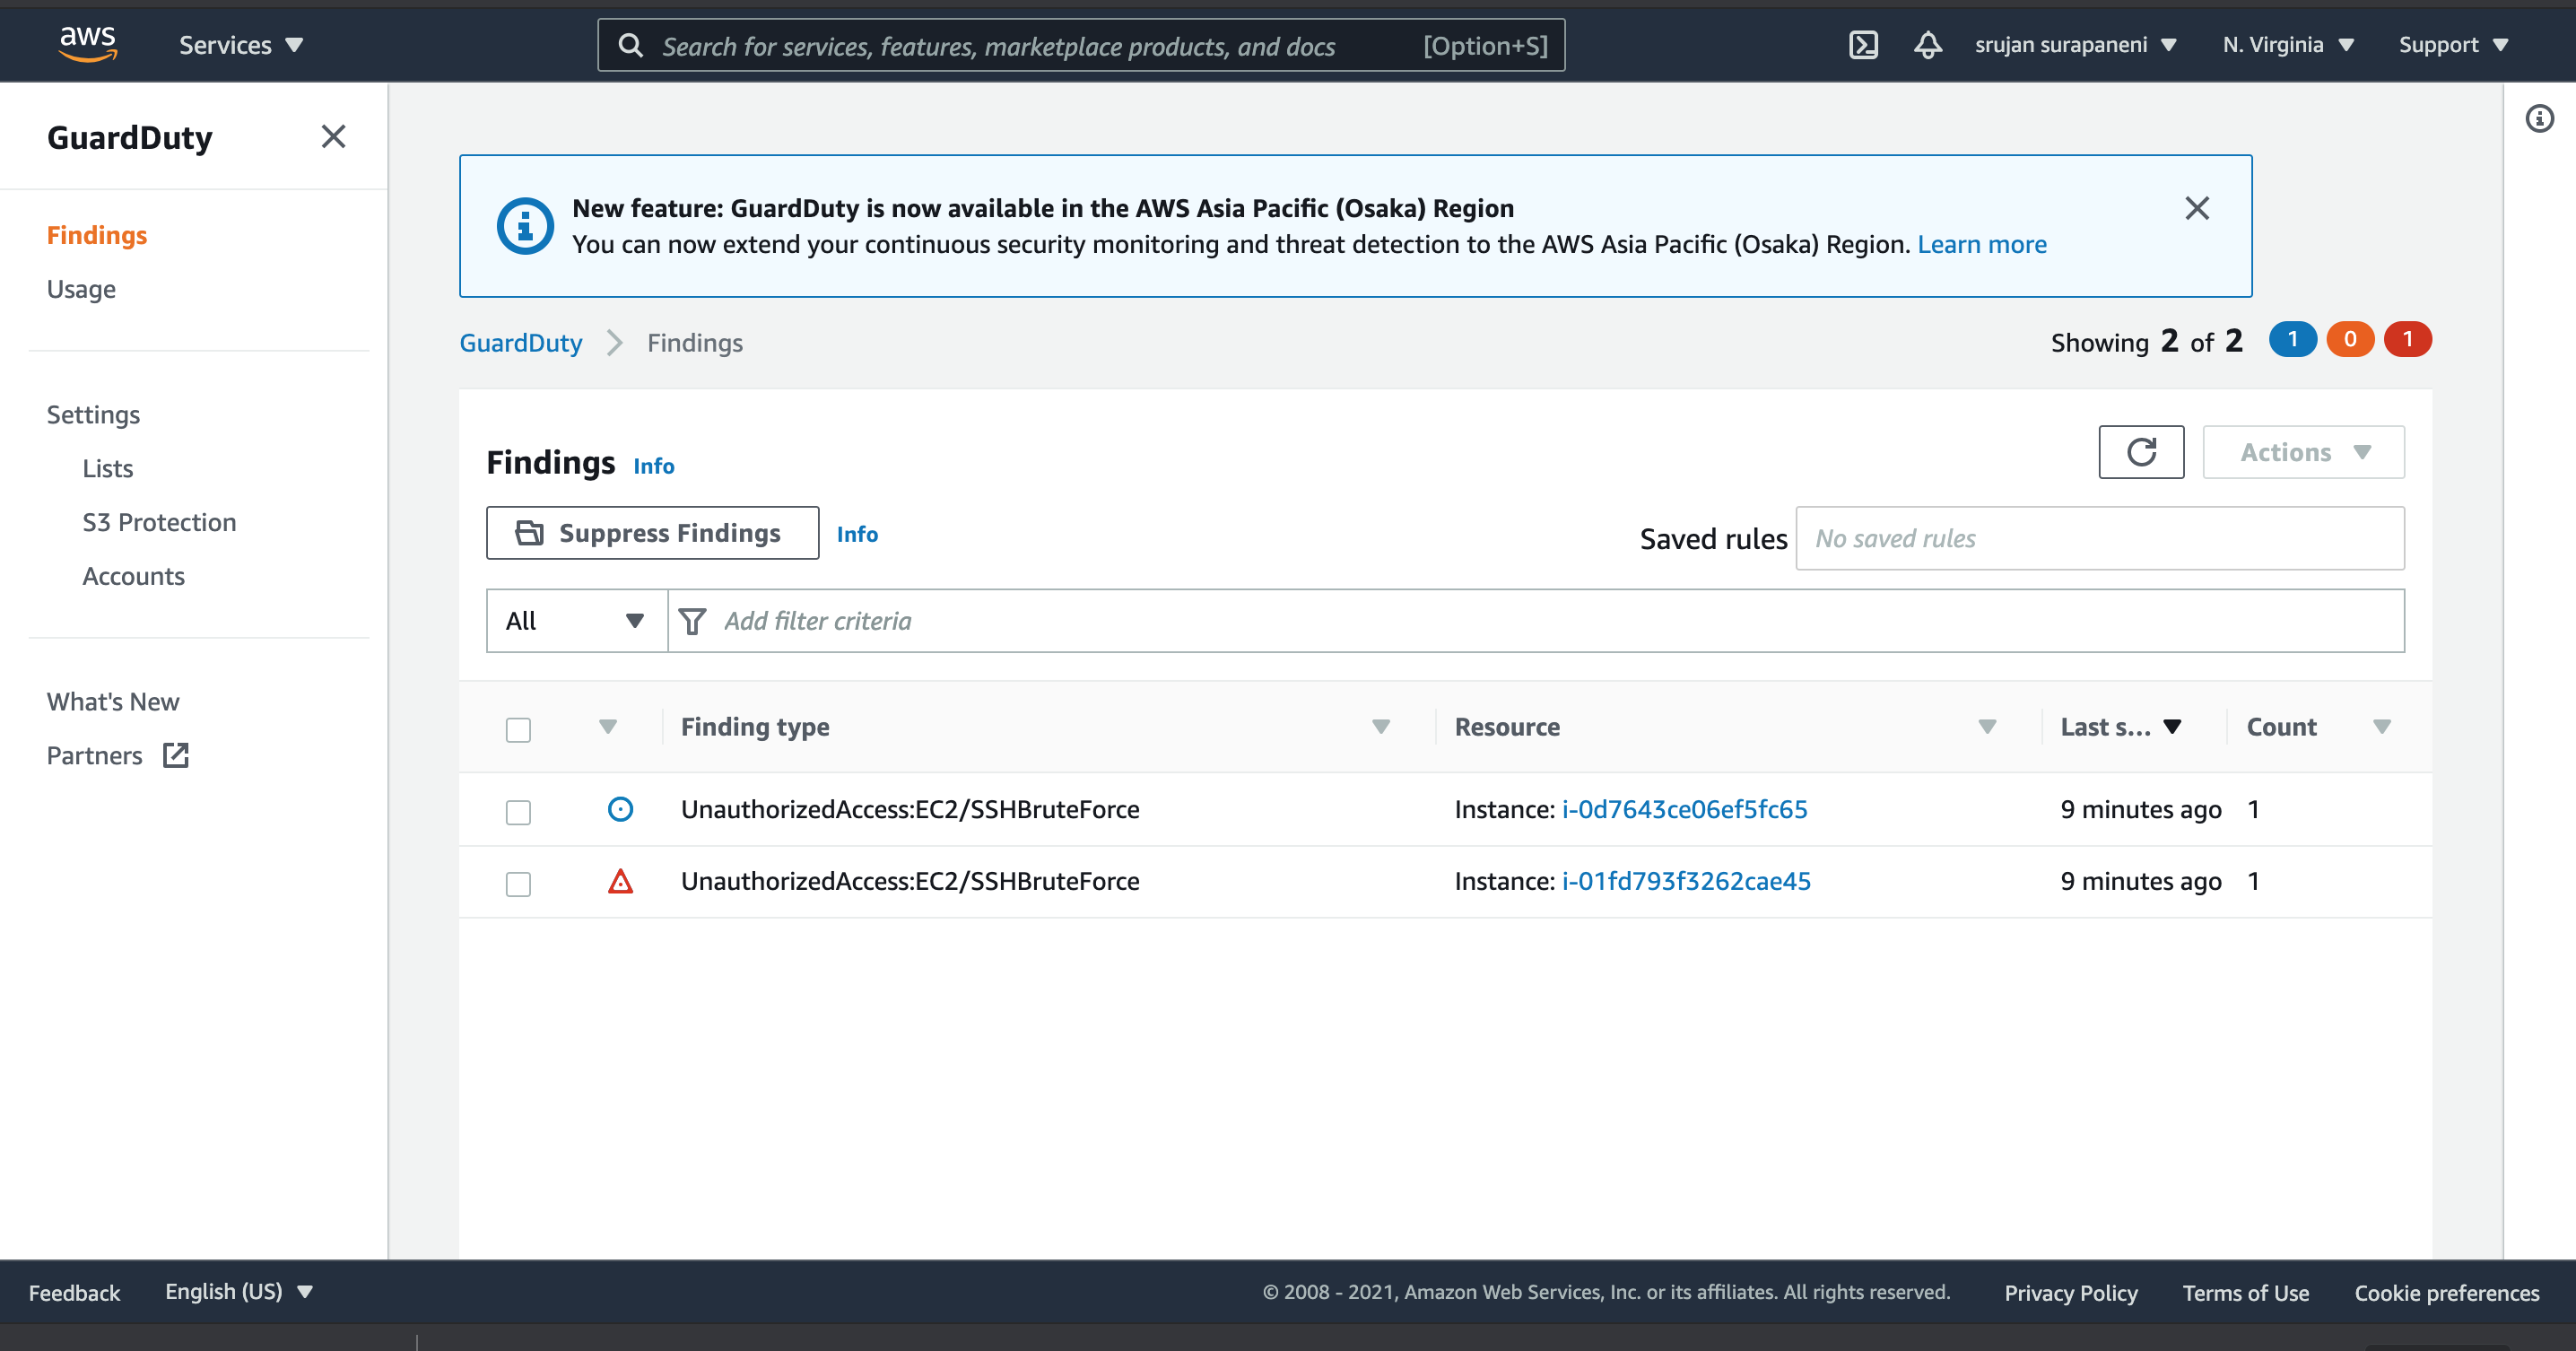 aws
Services
Search for services, features, marketplace products, and docs
[Option+S]
srujan surapaneni
N. Virginia
Support
GuardDuty
Findings
Usage
Settings
Lists
S3 Protection
Accounts
What's New
Partners
New feature: GuardDuty is now available in the AWS Asia Pacific (Osaka) Region
You can now extend your continuous security monitoring and threat detection to the AWS Asia Pacific (Osaka) Region. Learn more
GuardDuty Findings
Showing 2 of 2 1 0 1
Findings Info
Actions
Suppress Findings Info
Saved rules No saved rules
All Add filter criteria
Finding type Resource Last s... Count
UnauthorizedAccess:EC2/SSHBruteForce Instance: i-0d7643ce06ef5fc65 9 minutes ago 1
UnauthorizedAccess:EC2/SSHBruteForce Instance: i-01fd793f3262cae45 9 minutes ago 1
Feedback English (US) © 2008 - 2021, Amazon Web Services, Inc. or its affiliates. All rights reserved. Privacy Policy Terms of Use Cookie preferences